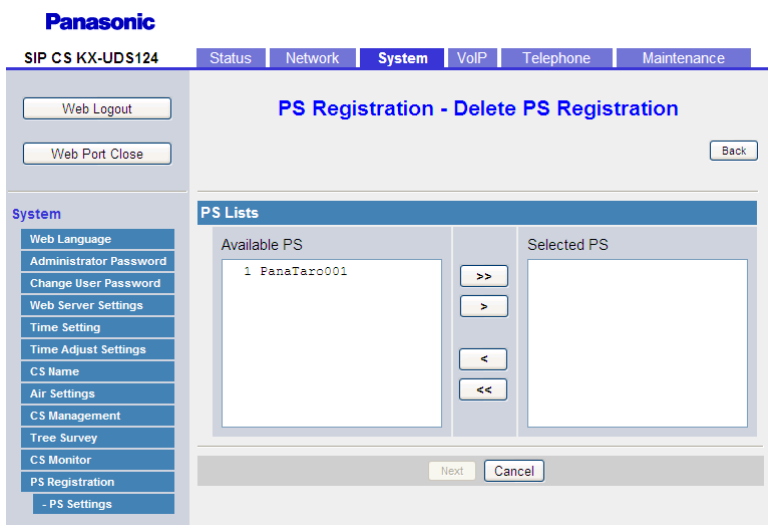 Panasonic
SIP CS KX-UDS124
Status Network System VoIP Telephone Maintenance
Web Logout
Web Port Close
PS Registration - Delete PS Registration
Back
System
Web Language
Administrator Password
Change User Password
Web Server Settings
Time Setting
Time Adjust Settings
CS Name
Air Settings
CS Management
Tree Survey
CS Monitor
PS Registration
- PS Settings
PS Lists
Available PS
1 PanaTaro001
>>
>
<
<<
Selected PS
Next Cancel